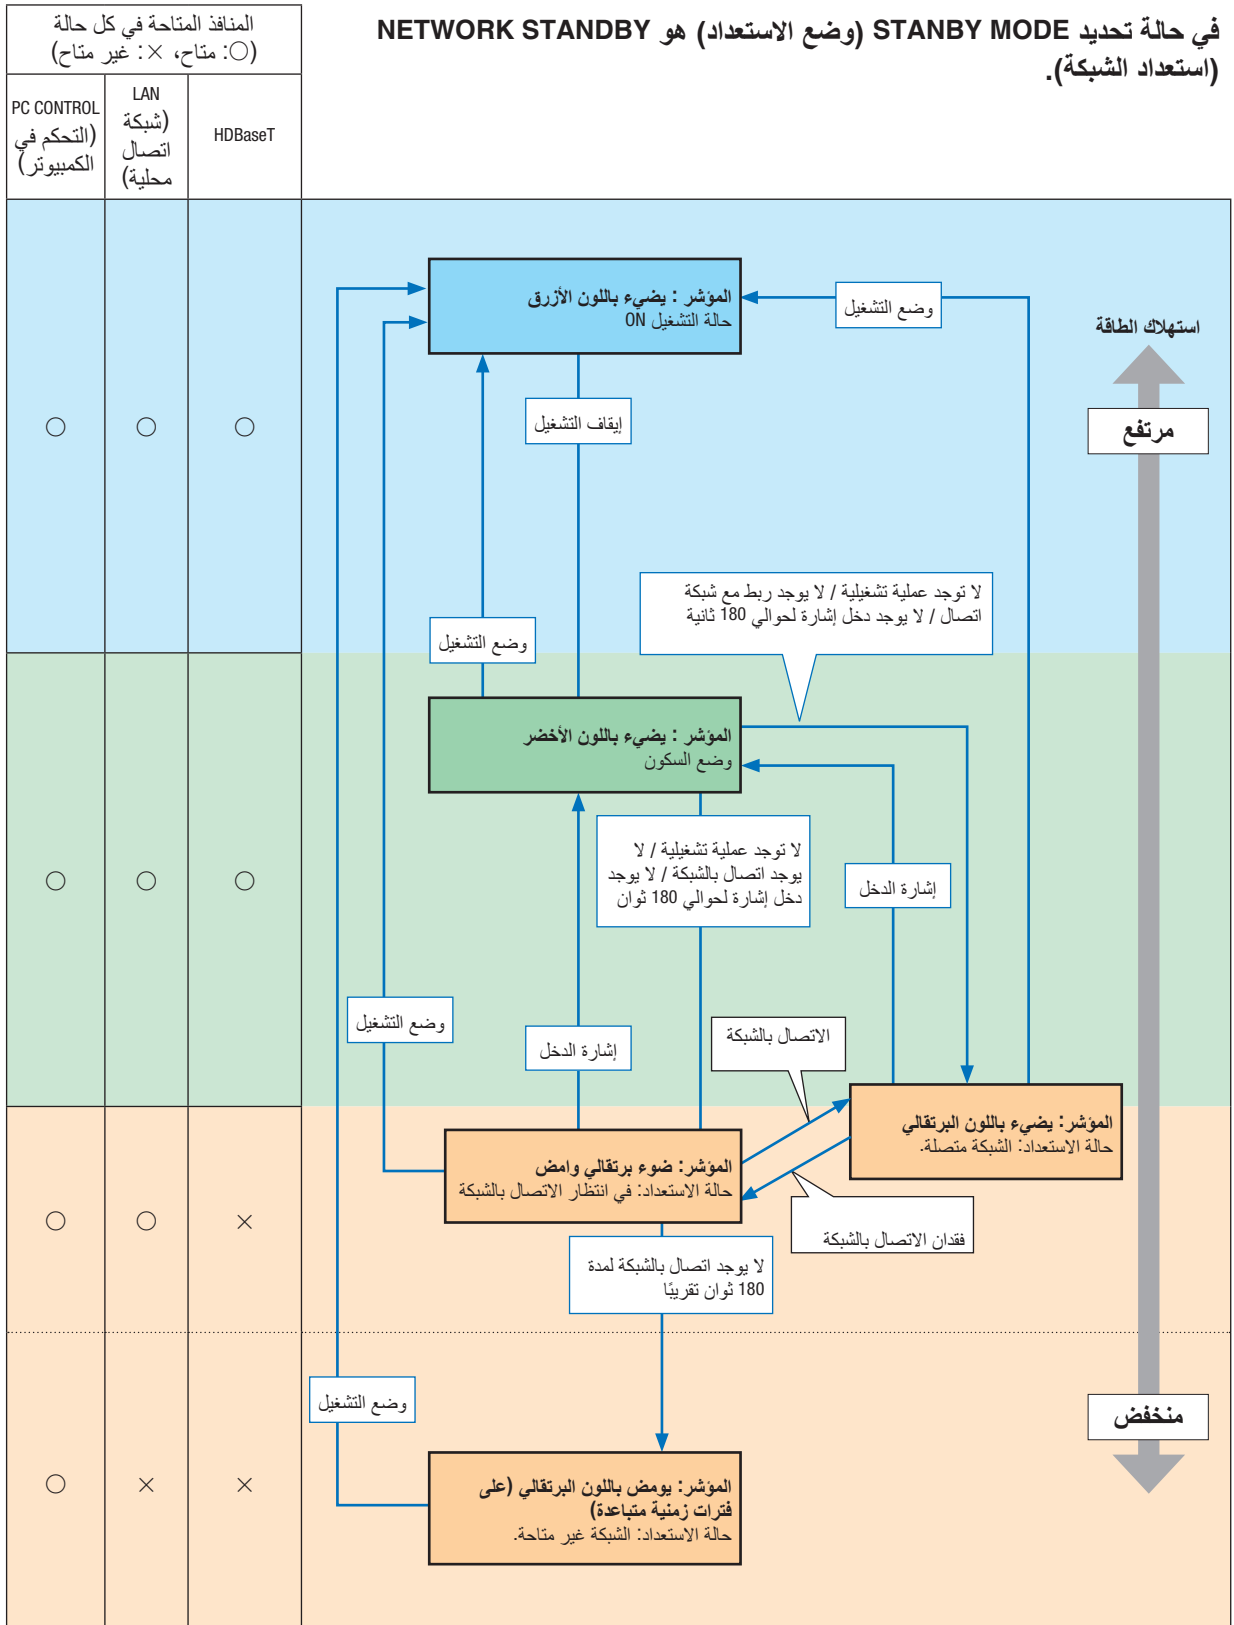 في حالة تحديد STANBY MODE (وضع الاستعداد) هو NETWORK STANDBY
(استعداد الشبكة).
المنافذ المتاحة في كل حالة
(○: متاح، ×: غير متاح)
HDBaseT
LAN
(شبكة
اتصال
محلية)
PC CONTROL
(التحكم في
الكمبيوتر)
المؤشر : يضيء باللون الأزرق
حالة التشغيل ON
وضع التشغيل
استهلاك الطاقة
مرتفع
إيقاف التشغيل
○ ○ ○
لا توجد عملية تشغيلية / لا يوجد ربط مع شبكة
اتصال / لا يوجد دخل إشارة لحوالي 180 ثانية
وضع التشغيل
المؤشر : يضيء باللون الأخضر
وضع السكون
لا توجد عملية تشغيلية / لا
يوجد اتصال بالشبكة / لا يوجد
دخل إشارة لحوالي 180 ثوان
إشارة الدخل
○ ○ ○
وضع التشغيل
إشارة الدخل
الاتصال بالشبكة
المؤشر: يضيء باللون البرتقالي
حالة الاستعداد: الشبكة متصلة.
المؤشر: ضوء برتقالي وامض
حالة الاستعداد: في انتظار الاتصال بالشبكة
× ○ ○
فقدان الاتصال بالشبكة
لا يوجد اتصال بالشبكة لمدة
180 ثوان تقريبًا
وضع التشغيل
منخفض
المؤشر: يومض باللون البرتقالي (على
فترات زمنية متباعدة)
حالة الاستعداد: الشبكة غير متاحة.
× × ○